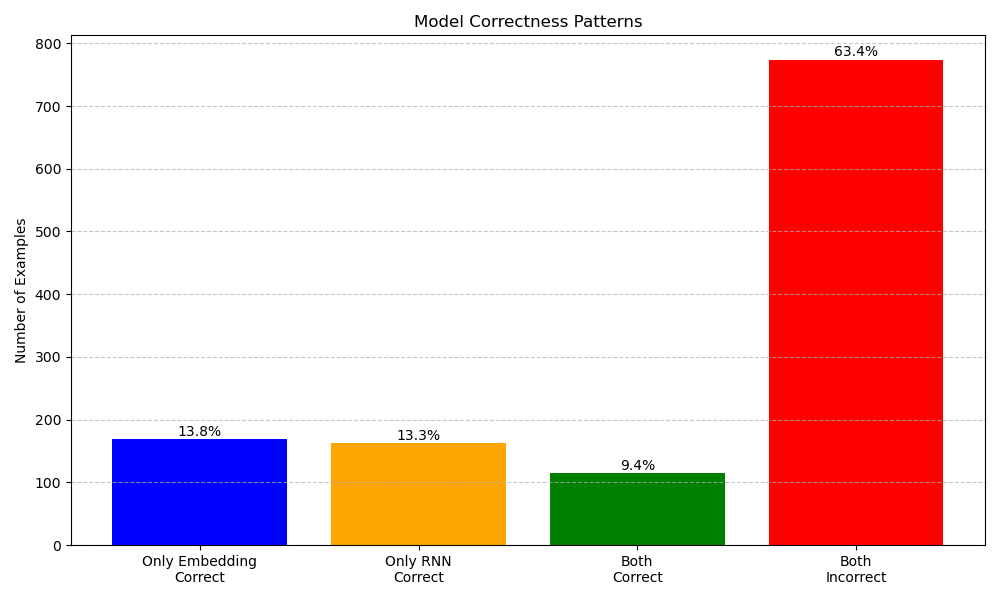 Model Correctness Patterns
Number of Examples
800
700
600
500
400
300
200
100
0
13.8%
13.3%
9.4%
63.4%
Only Embedding
Correct
Only RNN
Correct
Both
Correct
Both
Incorrect